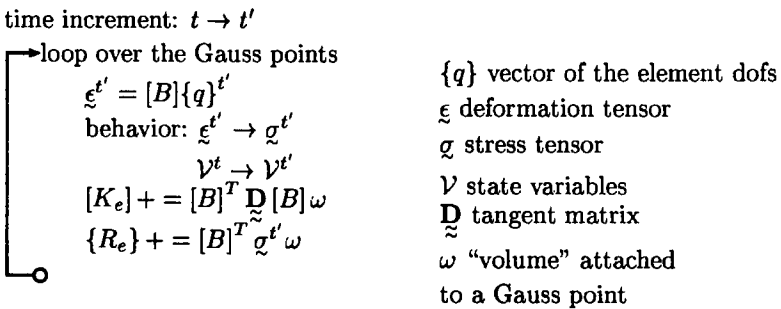 time increment: t → t′
loop over the Gauss points
ε̰^{t′} = [B]{q}^{t′}
behavior: ε̰^{t′} → σ̰^{t′}
𝒱^t → 𝒱^{t′}
[K_e] + = [B]^T D̰̰ [B] ω
{R_e} + = [B]^T σ̰^{t′} ω
{q} vector of the element dofs
ε̰ deformation tensor
σ̰ stress tensor
𝒱 state variables
D̰̰ tangent matrix
ω “volume” attached
to a Gauss point